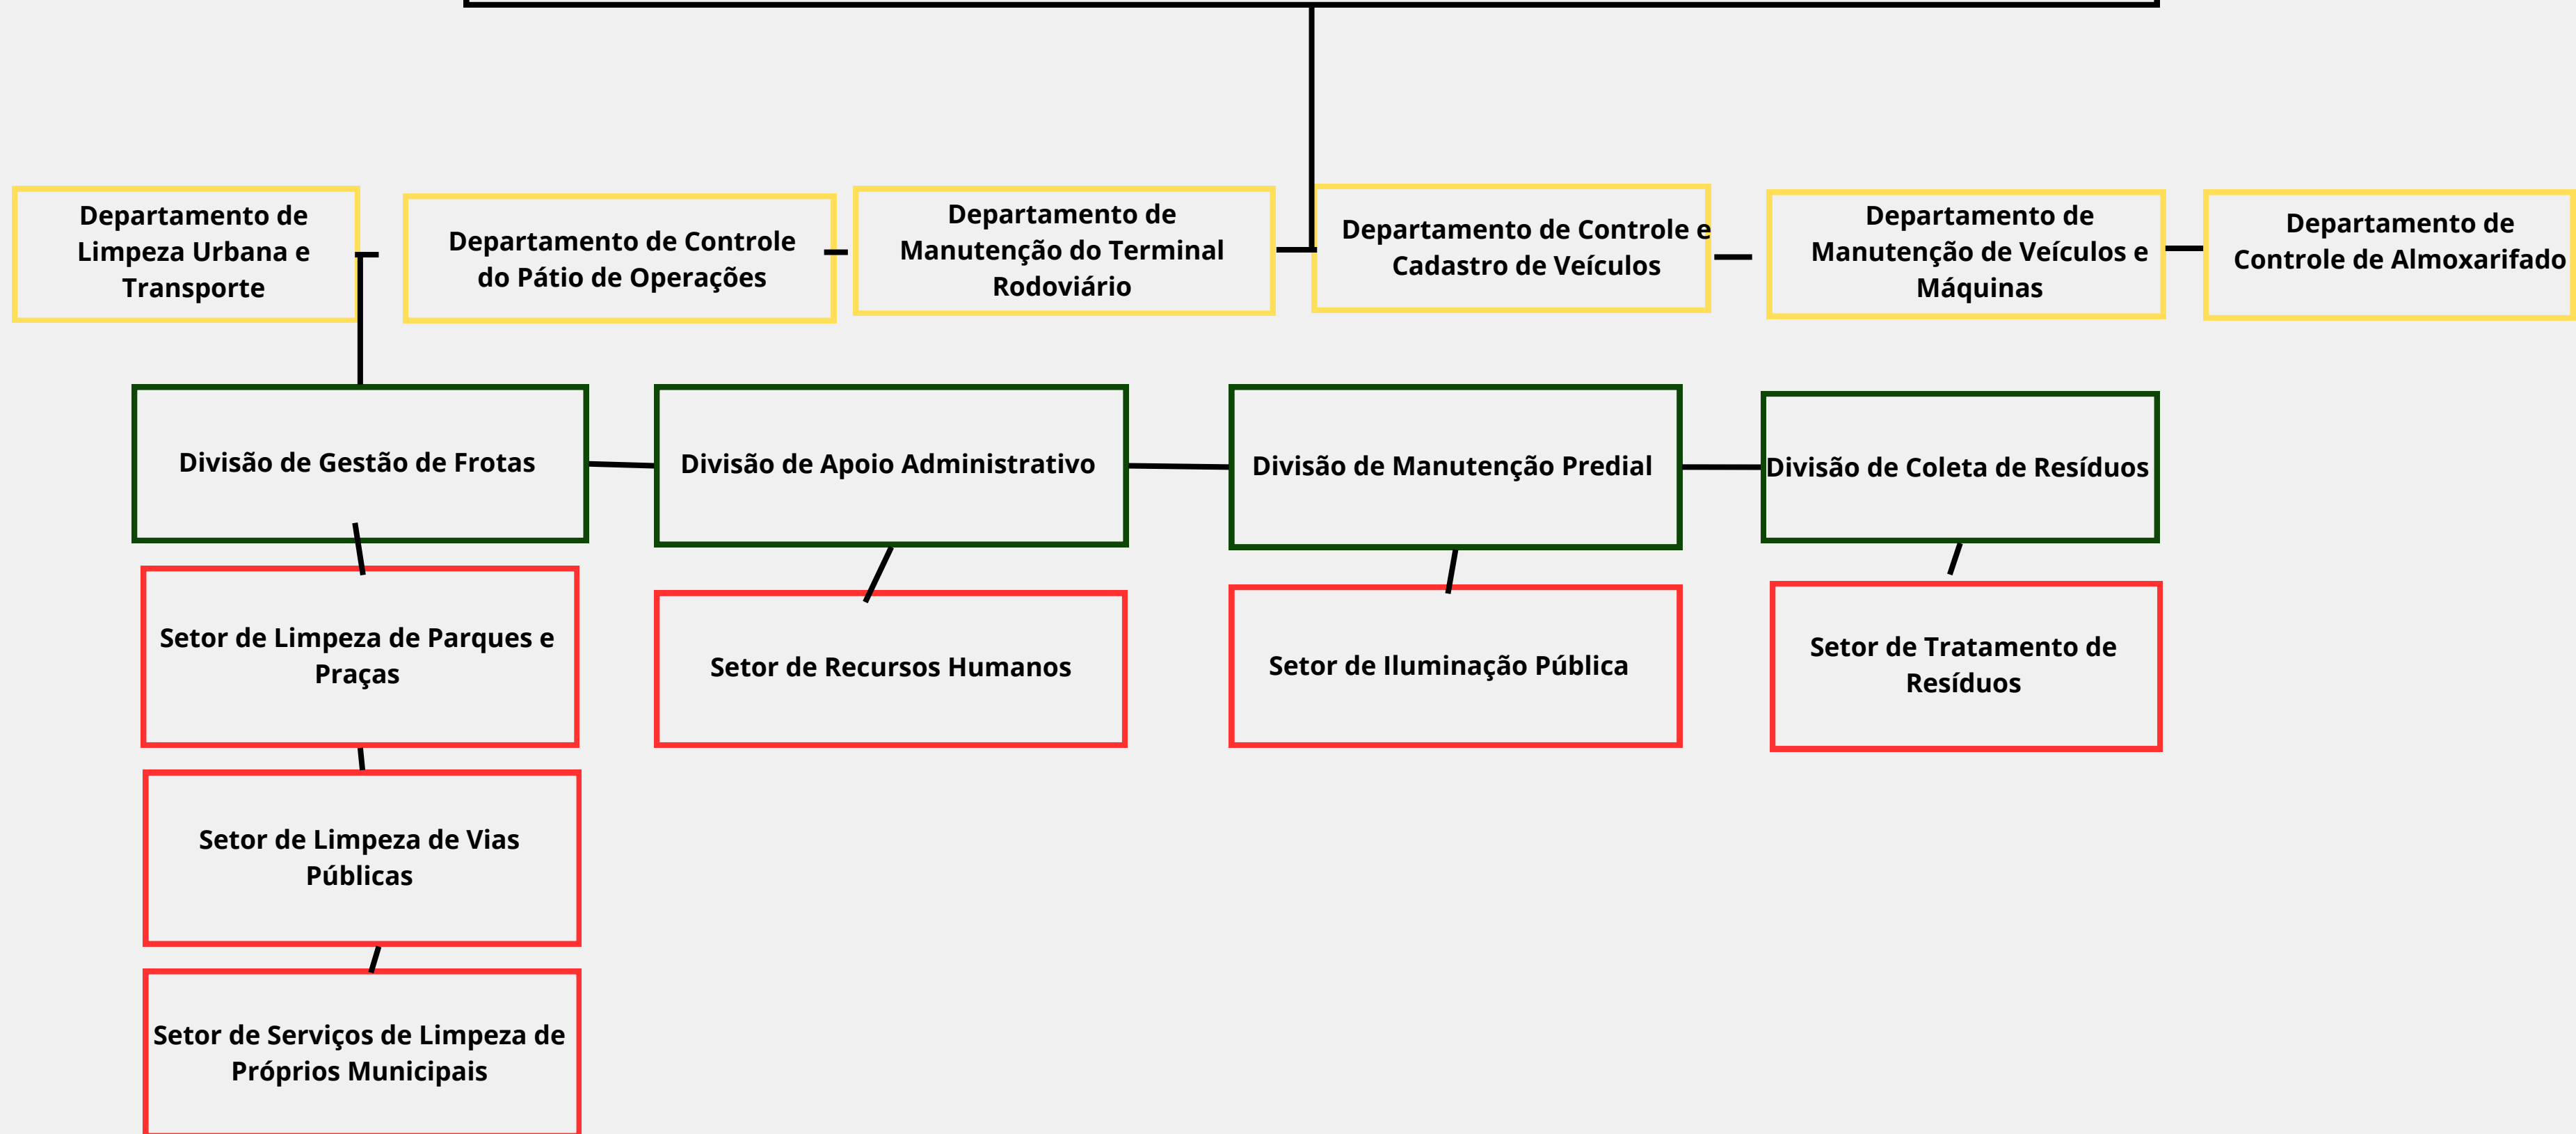 Departamento de
Limpeza Urbana e
Transporte
Departamento de Controle
do Pátio de Operações
Departamento de
Manutenção do Terminal
Rodoviário
Departamento de Controle e
Cadastro de Veículos
Departamento de
Manutenção de Veículos e
Máquinas
Departamento de
Controle de Almoxarifado
Divisão de Gestão de Frotas
Divisão de Apoio Administrativo
Divisão de Manutenção Predial
Divisão de Coleta de Resíduos
Setor de Limpeza de Parques e
Praças
Setor de Recursos Humanos
Setor de Iluminação Pública
Setor de Tratamento de
Resíduos
Setor de Limpeza de Vias
Públicas
Setor de Serviços de Limpeza de
Próprios Municipais